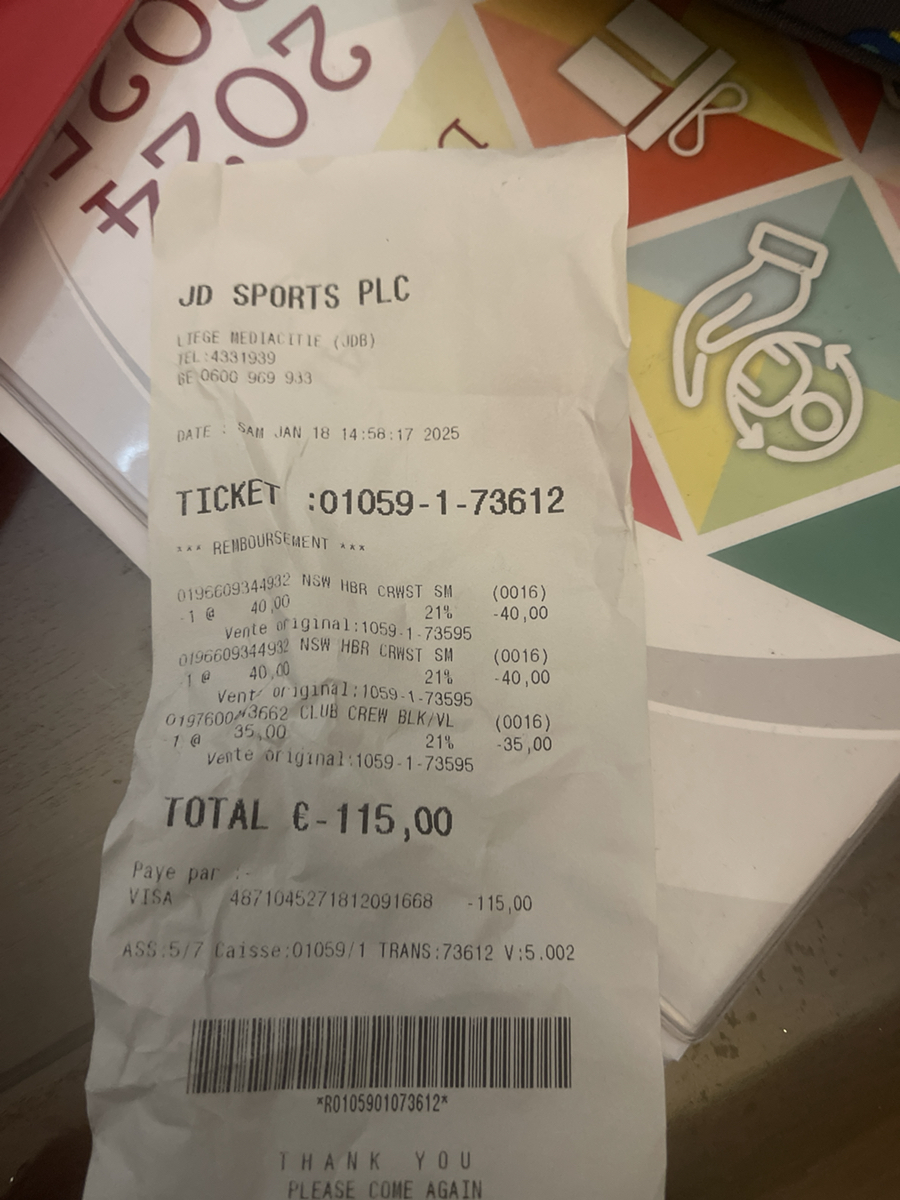 2024
JD SPORTS PLC
LIEGE MEDIACITIE (JDB)
TEL:4331939
BE 0600 969 933
DATE : SAM JAN 18 14:58:17 2025
TICKET :01059-1-73612
*** REMBOURSEMENT ***
0196609344932 NSW HBR CRWST SM (0016)
-1 @ 40,00 21% -40,00
Vente original:1059-1-73595
0196609344932 NSW HBR CRWST SM (0016)
-1 @ 40,00 21% -40,00
Vente original:1059-1-73595
CLUB CREW BLK/VL (0016)
1 @ 35,00 21% -35,00
Vente original:1059-1-73595
TOTAL €-115,00
Paye par :-
VISA 4871045271812091668 -115,00
ASS:5/7 Caisse:01059/1 TRANS:73612 V:5.002
*R0105901073612*
THANK YOU
PLEASE COME AGAIN